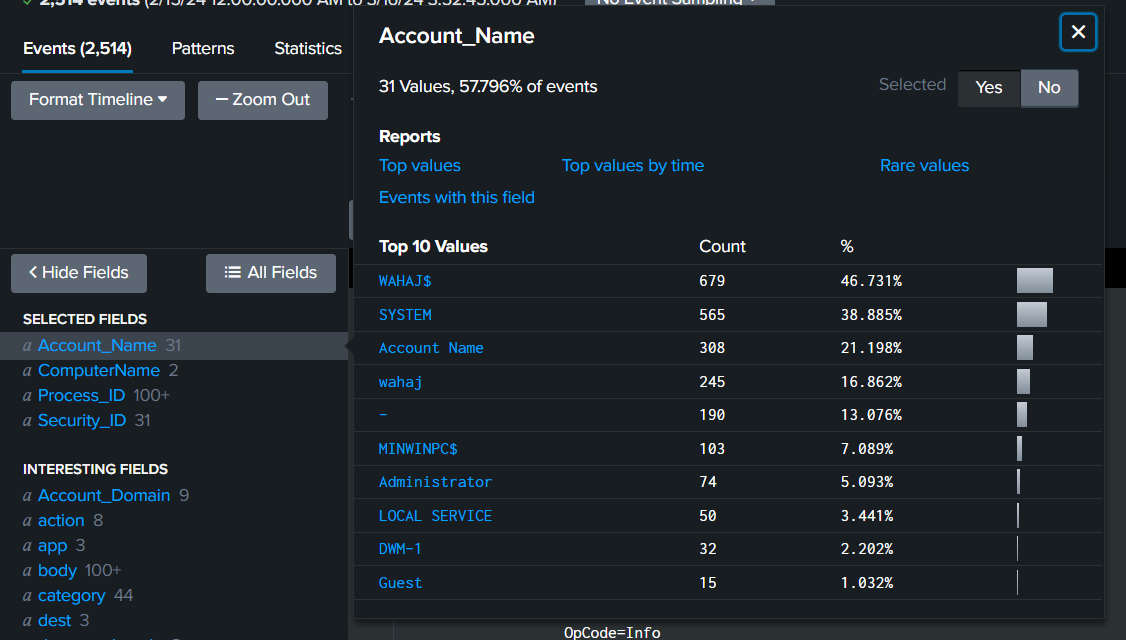 2,514 events (2/15/24 12:00:00.000 AM to 3/16/24 3:32:43.000 AM)
No Event Sampling
Events (2,514) Patterns Statistics
Format Timeline — Zoom Out
Hide Fields All Fields
SELECTED FIELDS
a Account_Name 31
a ComputerName 2
a Process_ID 100+
a Security_ID 31
INTERESTING FIELDS
a Account_Domain 9
a action 8
a app 3
a body 100+
a category 44
a dest 3
Account_Name
31 Values, 57.796% of events
Selected Yes No
Reports
Top values Top values by time Rare values
Events with this field
Top 10 Values Count %
WAHAJ$ 679 46.731%
SYSTEM 565 38.885%
Account Name 308 21.198%
wahaj 245 16.862%
- 190 13.076%
MINWINPC$ 103 7.089%
Administrator 74 5.093%
LOCAL SERVICE 50 3.441%
DWM-1 32 2.202%
Guest 15 1.032%
OpCode=Info